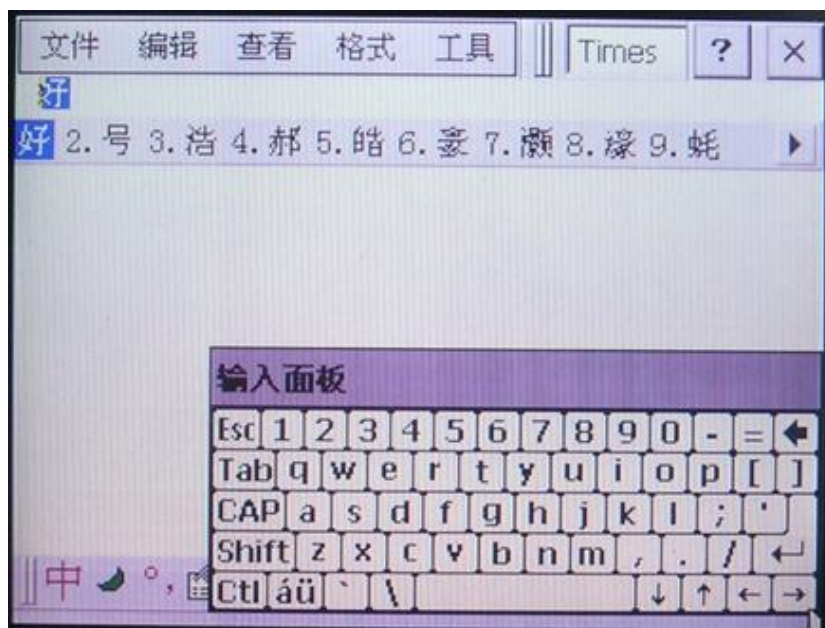 文件 编辑 查看 格式 工具 Times ? ×
好
好 2.号 3.浩 4.郝 5.皓 6.豪 7.灏 8.濠 9.蚝
输入面板
Esc 1 2 3 4 5 6 7 8 9 0 - =
Tab q w e r t y u i o p [ ]
CAP a s d f g h j k l ; '
Shift z x c v b n m , . /
中 °, Ctl áü ` \ ↓ ↑ ← →